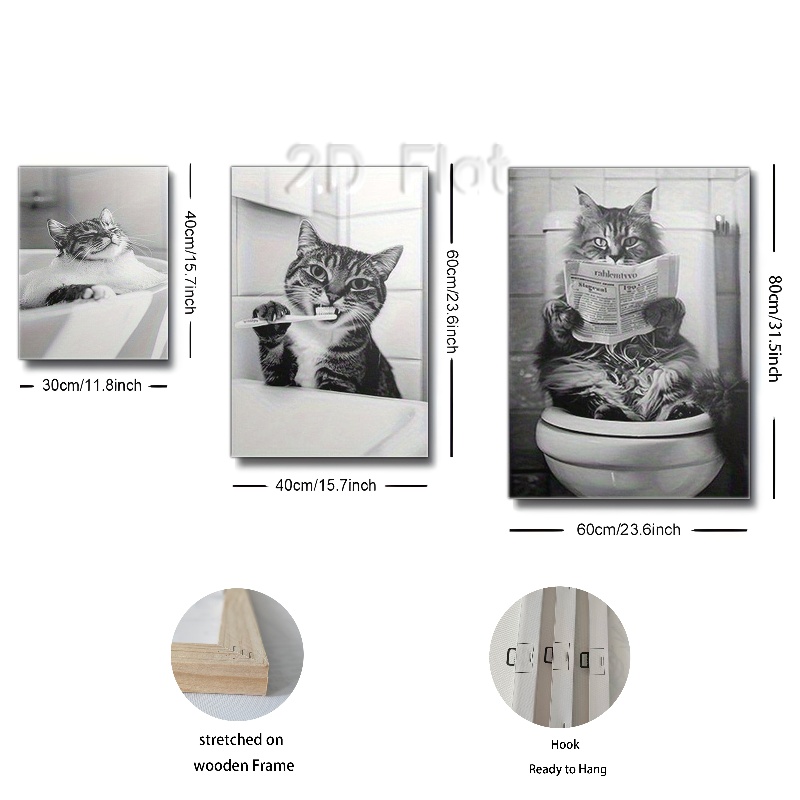 2D Flat
40cm/15.7inch
60cm/23.6inch
80cm/31.5inch
30cm/11.8inch
40cm/15.7inch
60cm/23.6inch
stretched on
wooden Frame
Hook
Ready to Hang